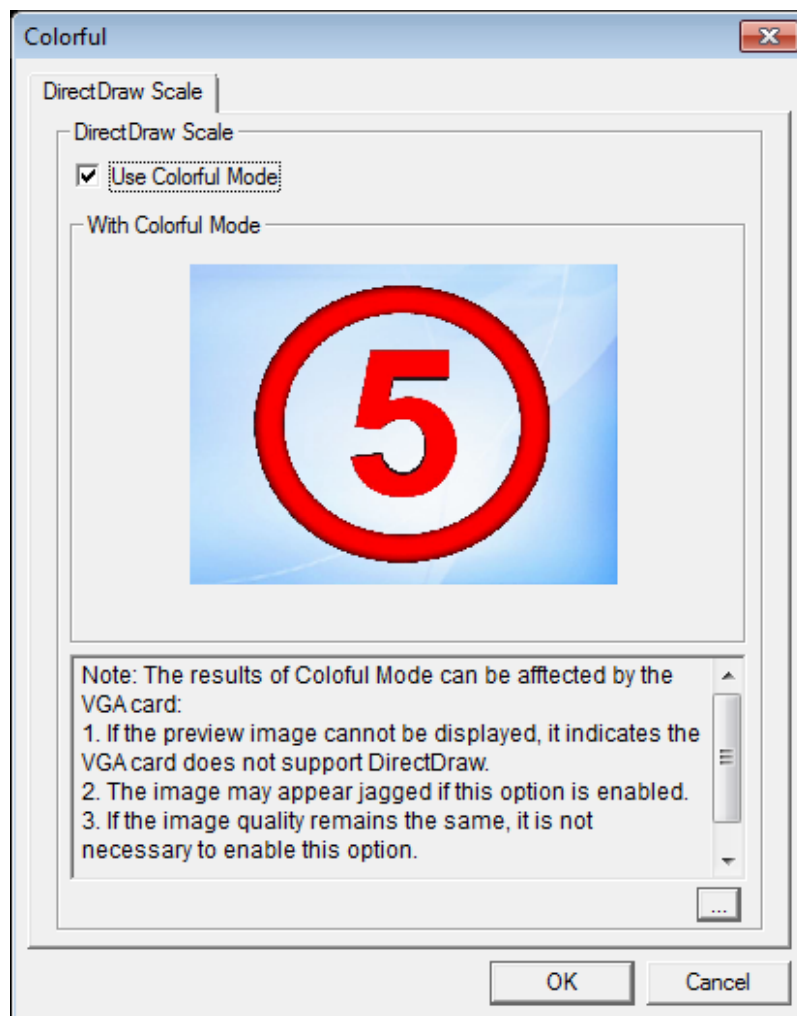 Colorful
DirectDraw Scale
DirectDraw Scale
Use Colorful Mode
With Colorful Mode
5
Note: The results of Coloful Mode can be afftected by the
VGA card:
1. If the preview image cannot be displayed, it indicates the
VGA card does not support DirectDraw.
2. The image may appear jagged if this option is enabled.
3. If the image quality remains the same, it is not
necessary to enable this option.
...
OK
Cancel